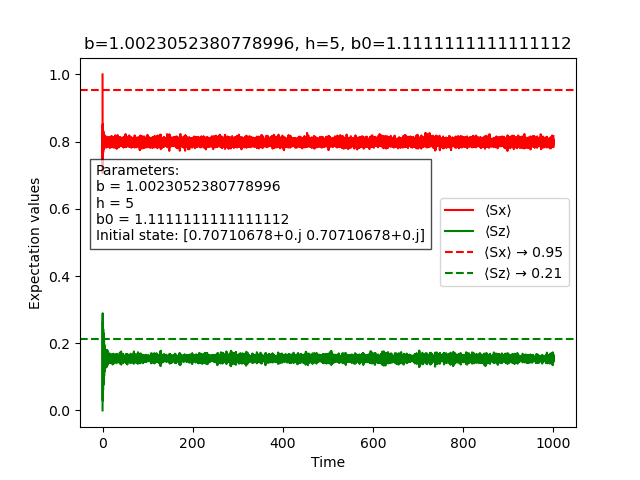 b=1.0023052380778996, h=5, b0=1.1111111111111112
1.0
0.8
0.6
0.4
0.2
0.0
Expectation values
Parameters:
b = 1.0023052380778996
h = 5
b0 = 1.1111111111111112
Initial state: [0.70710678+0.j 0.70710678+0.j]
⟨Sx⟩
⟨Sz⟩
⟨Sx⟩ → 0.95
⟨Sz⟩ → 0.21
0 200 400 600 800 1000
Time